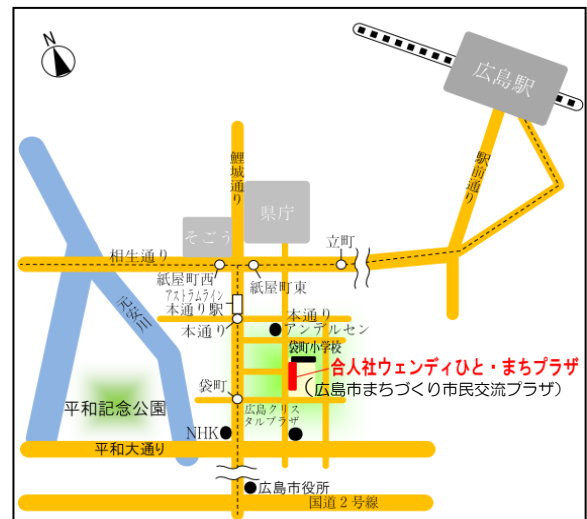 N
広島駅
鯉城通り
駅前通り
県庁
そごう
立町
相生通り
紙屋町西
紙屋町東
アストラムライン
本通り駅
本通り
本通り
アンデルセン
元安川
袋町小学校
合人社ウェンディひと・まちプラザ
（広島市まちづくり市民交流プラザ）
袋町
広島クリス
タルプラザ
平和記念公園
NHK
平和大通り
広島市役所
国道2号線